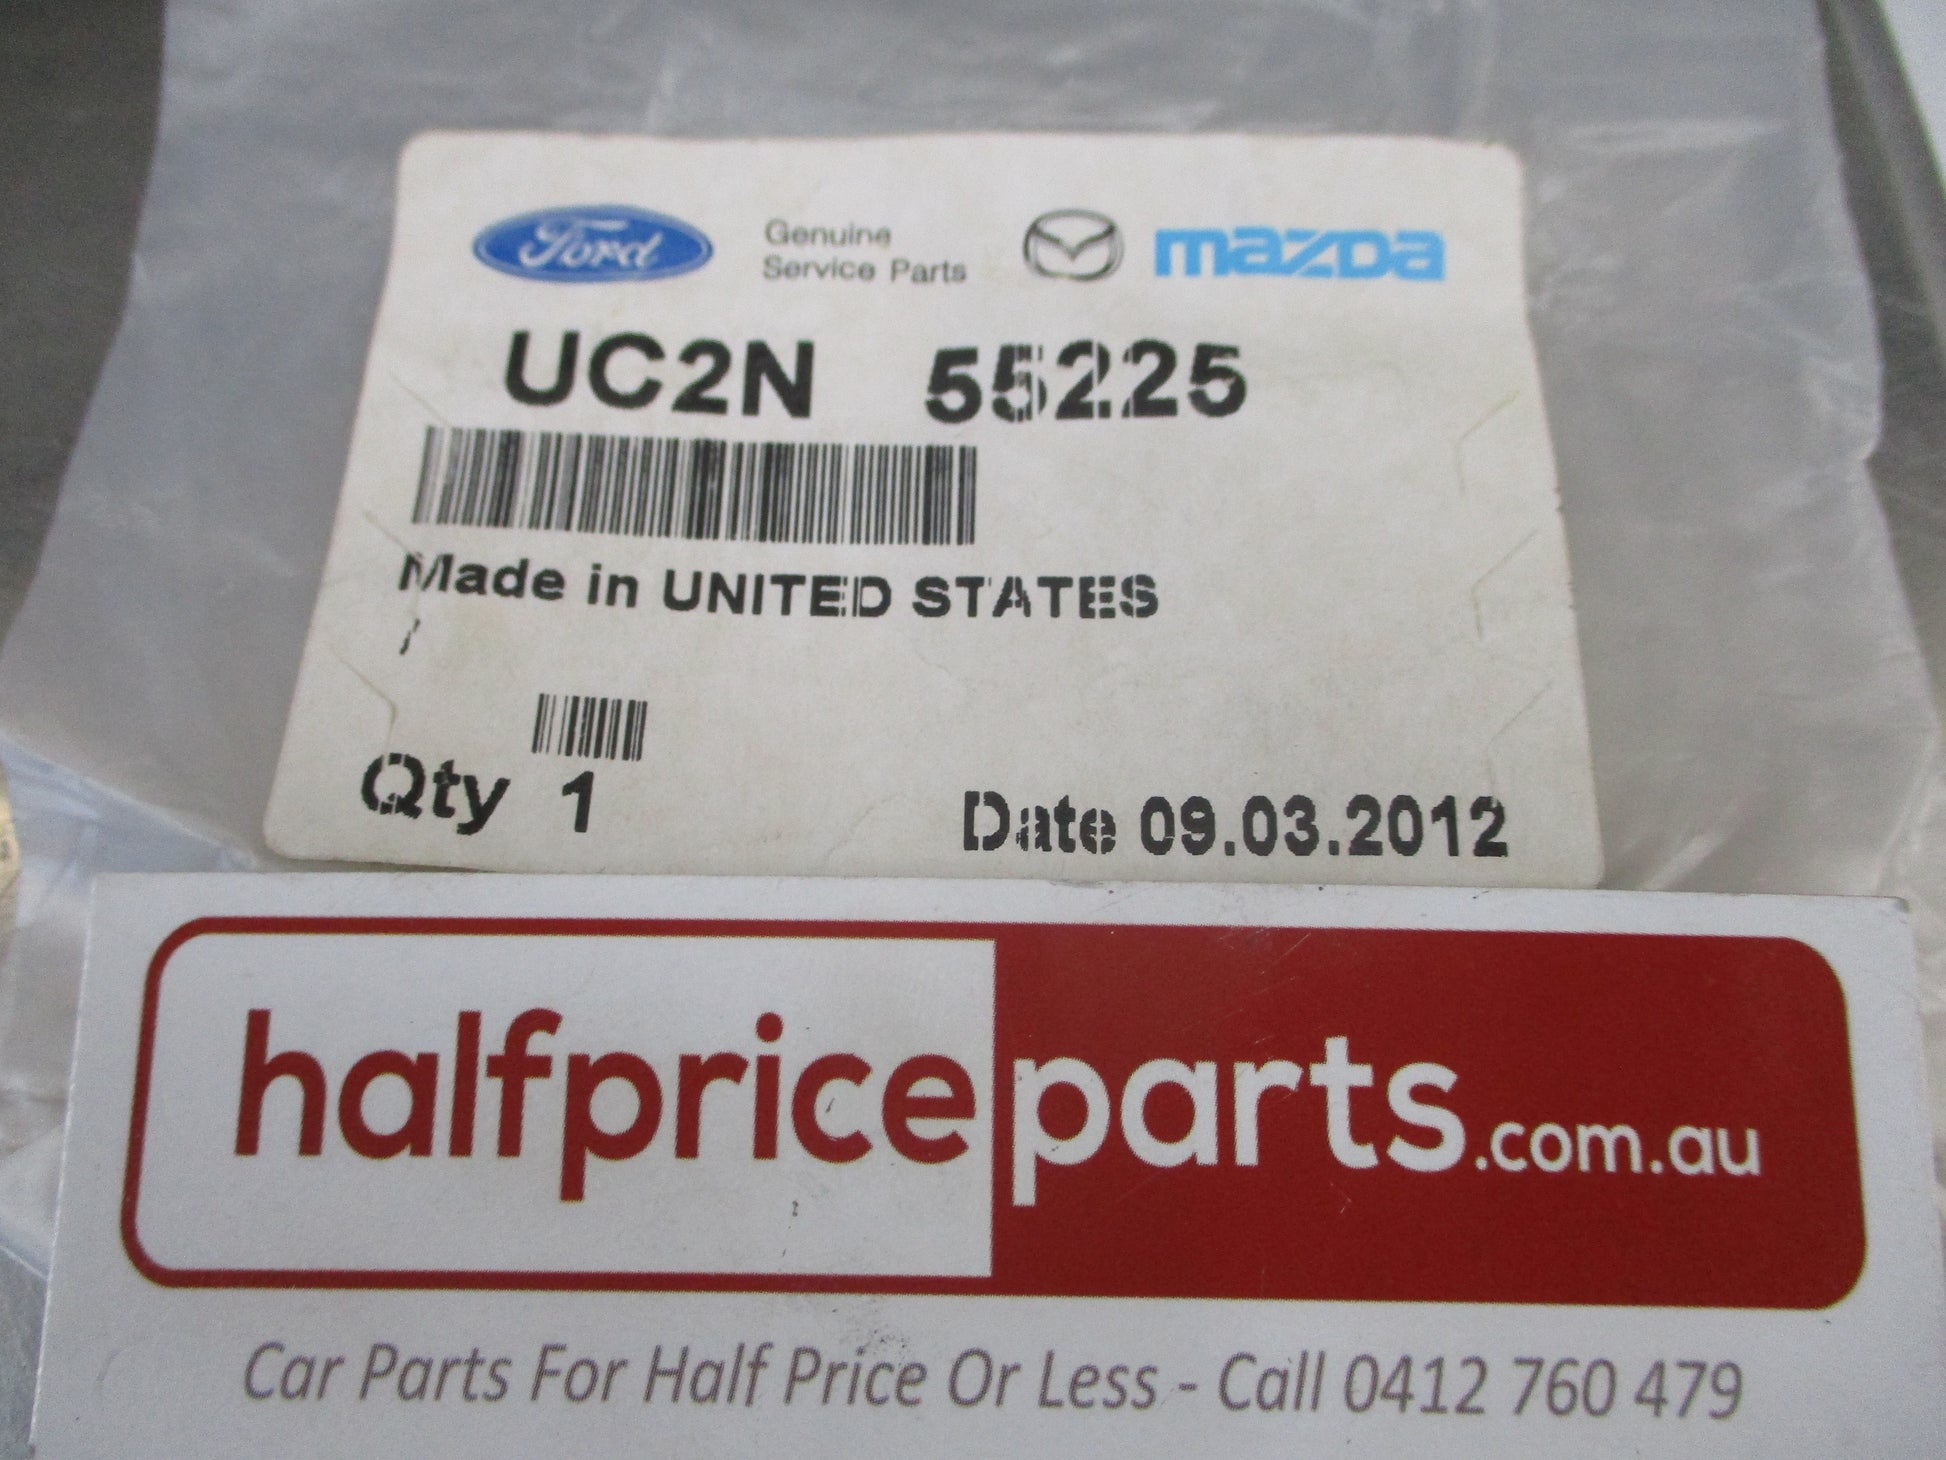 Ford
Genuine
Service Parts
mazda
UC2N 55225
Made in UNITED STATES
/
Qty 1
Date 09.03.2012
halfpriceparts.com.au
Car Parts For Half Price Or Less - Call 0412 760 479